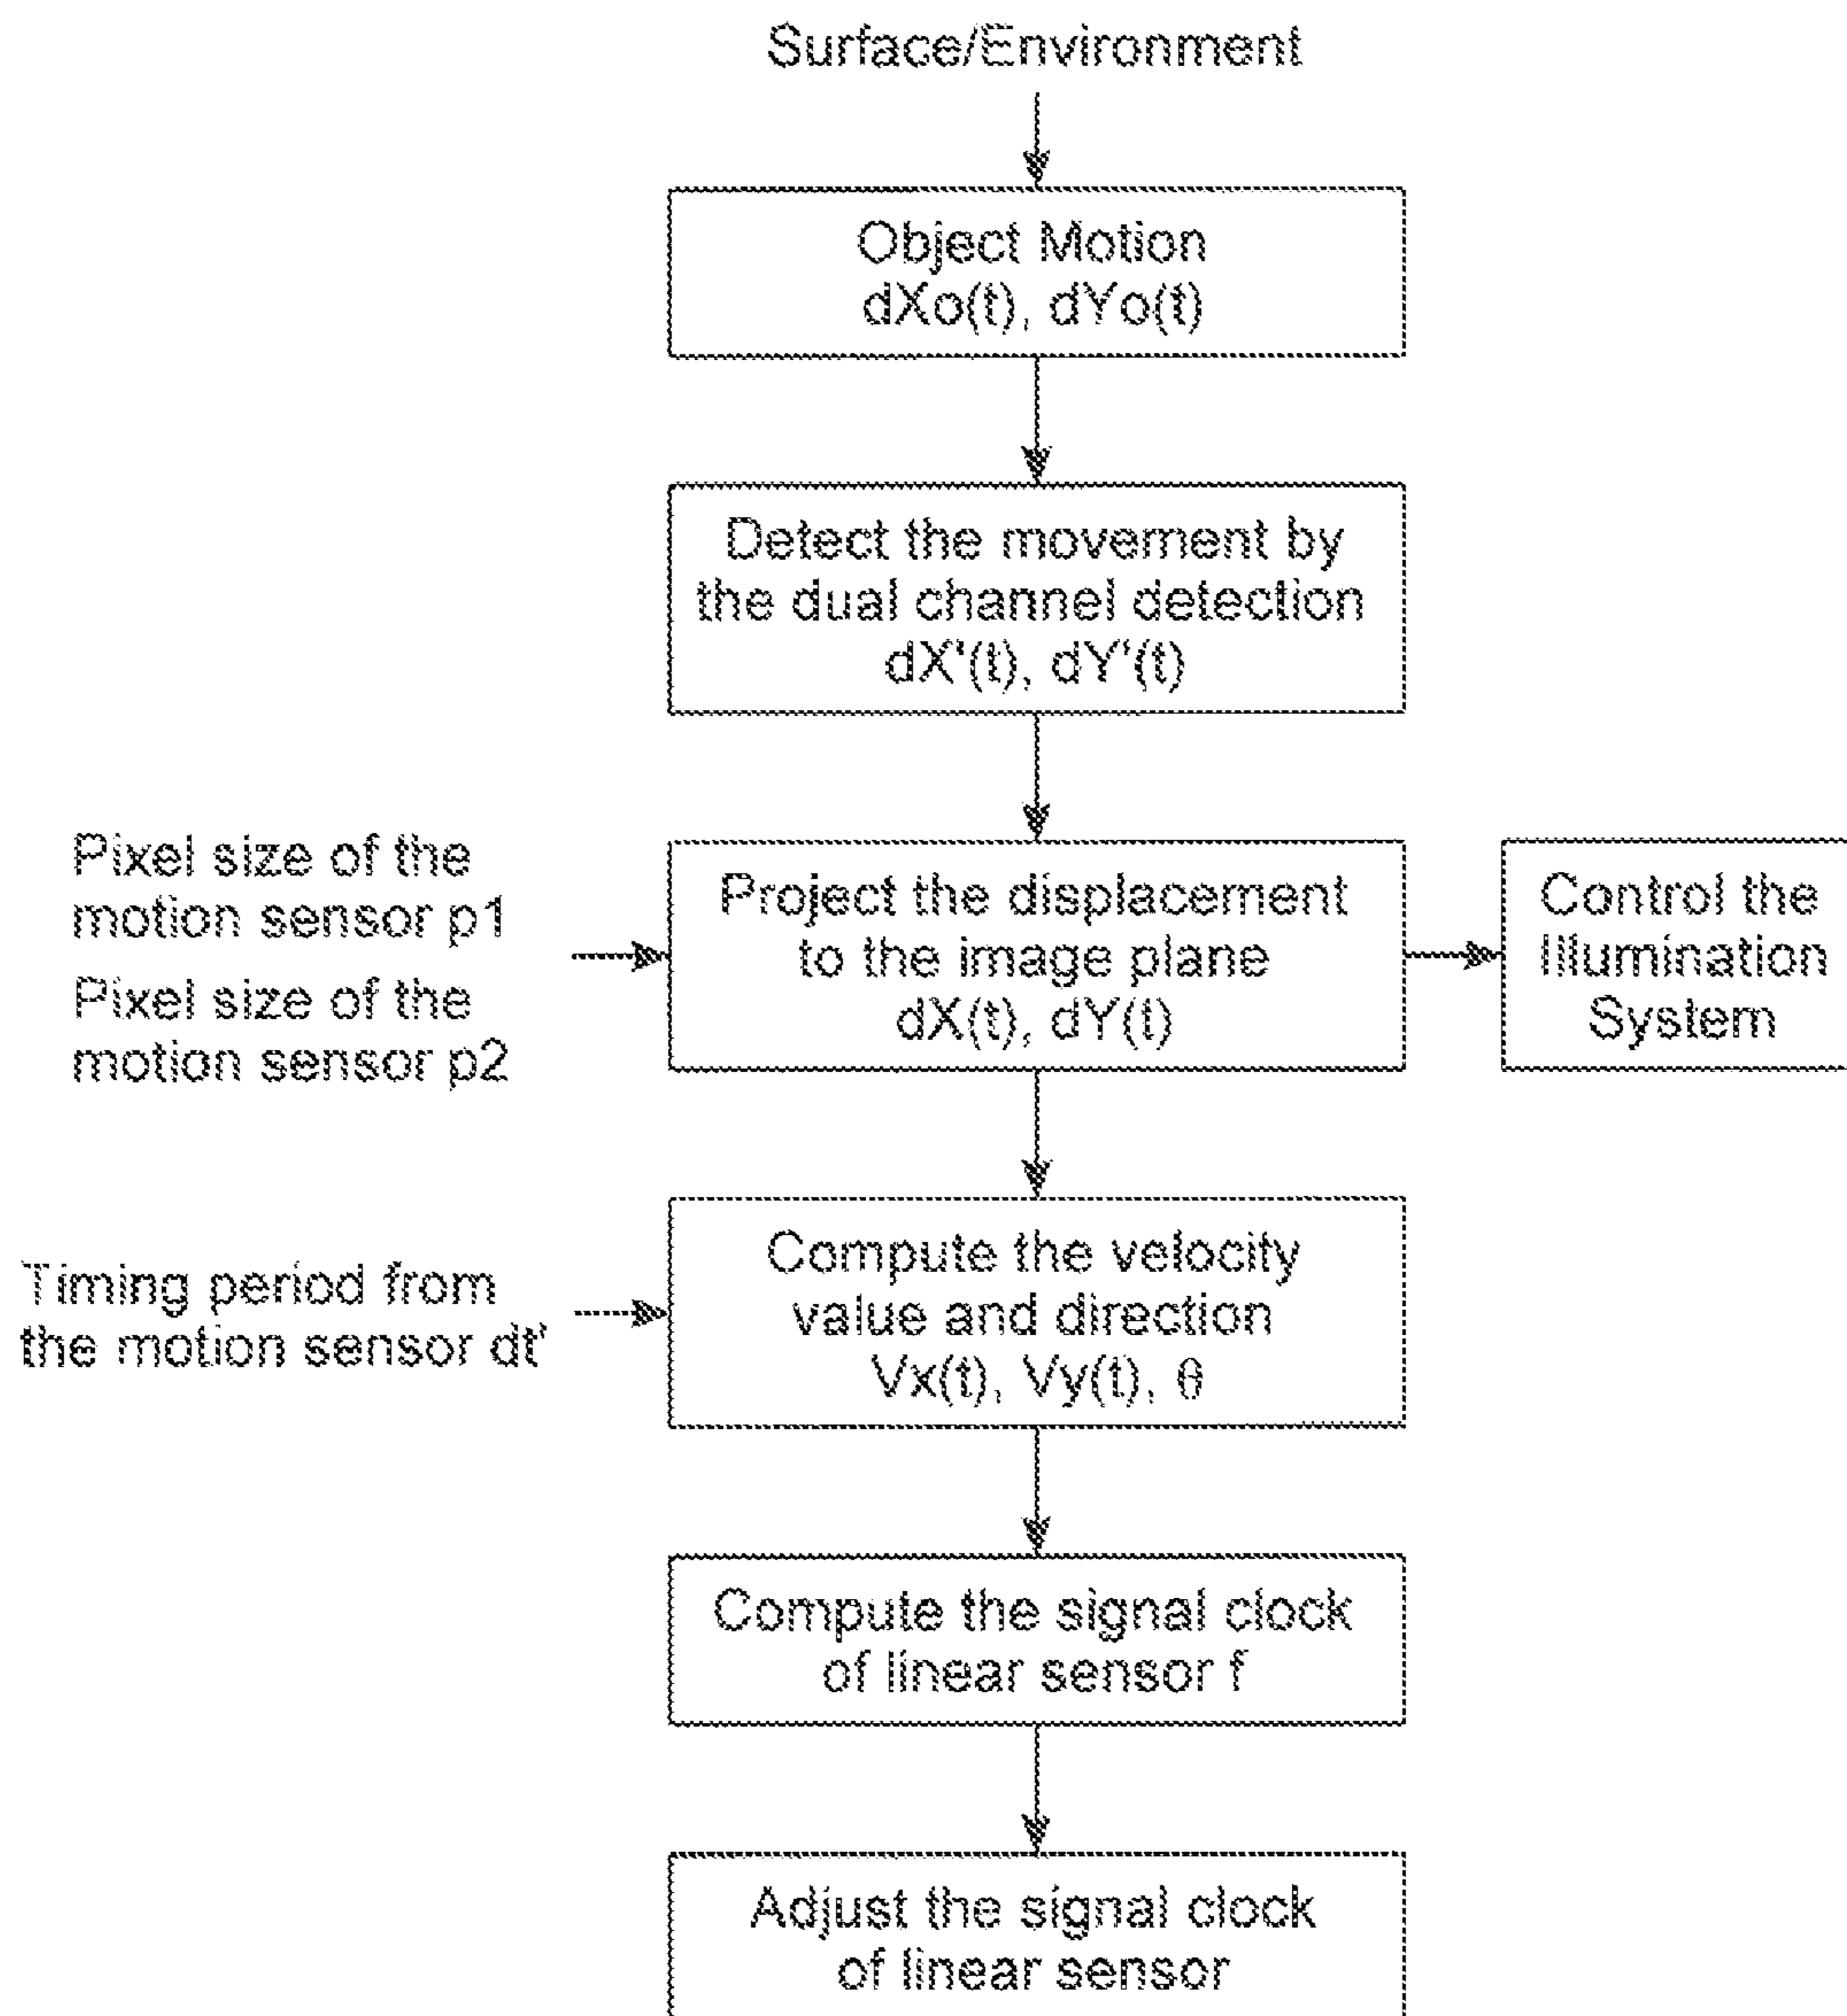 Surface/Environment
Object Motion
dXo(t), dYo(t)
Detect the movement by
the dual channel detection
dX'(t), dY'(t)
Pixel size of the
motion sensor p1
Pixel size of the
motion sensor p2
Project the displacement
to the image plane
dX(t), dY(t)
Control the
Illumination
System
Timing period from
the motion sensor dt'
Compute the velocity
value and direction
Vx(t), Vy(t), θ
Compute the signal clock
of linear sensor f
Adjust the signal clock
of linear sensor